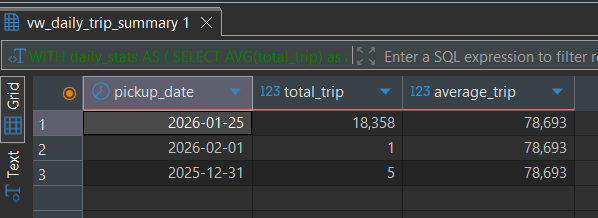 vw_daily_trip_summary 1
WITH daily_stats AS ( SELECT AVG(total_trip) as
Enter a SQL expression to filter
Grid
Text
pickup_date 123 total_trip 123 average_trip
1 2026-01-25 18,358 78,693
2 2026-02-01 1 78,693
3 2025-12-31 5 78,693